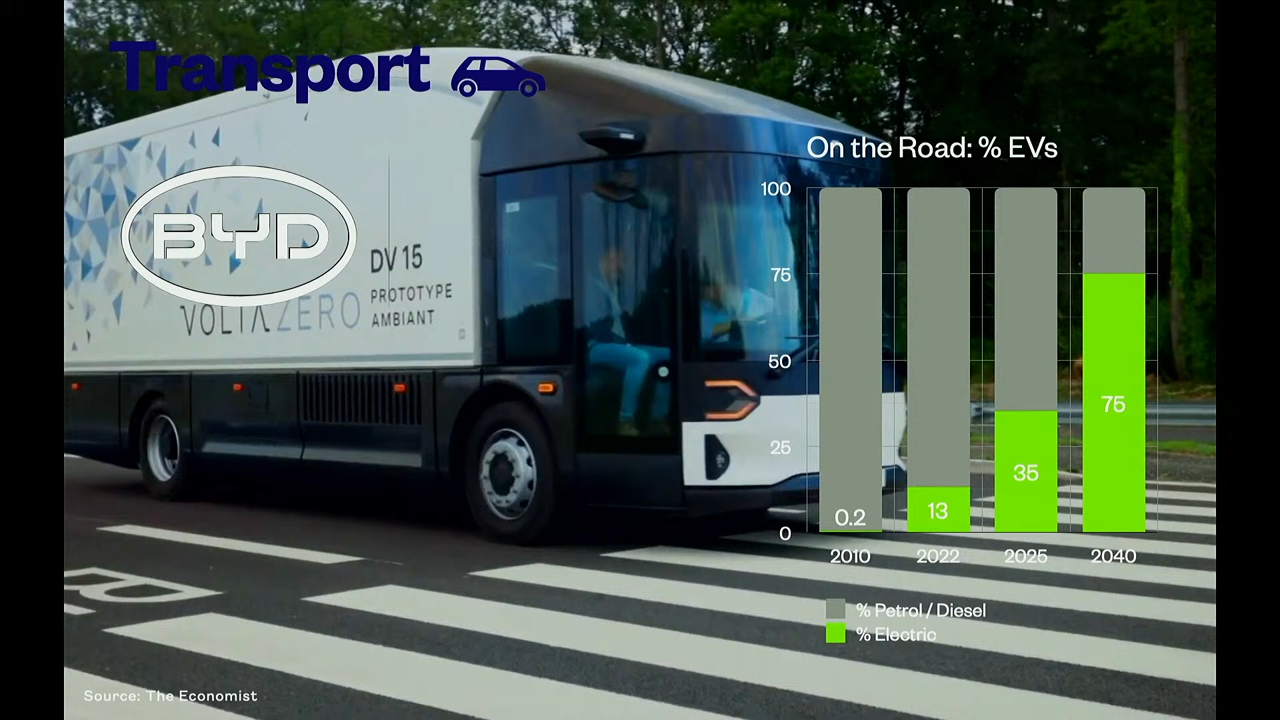 Transport
On the Road: % EVs
BYD
DV 15
PROTOTYPE
AMBIANT
VOLTA ZERO
100
75
50
25
0
0.2
13
35
75
2010 2022 2025 2040
% Petrol / Diesel
% Electric
Source: The Economist